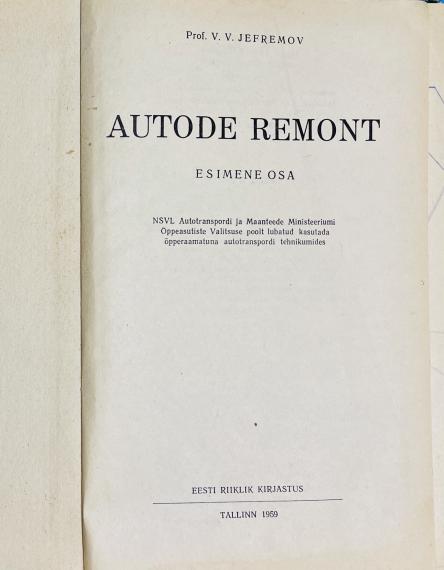 Prof. V. V. JEFREMOV
AUTODE REMONT
ESIMENE OSA
NSVL Autotranspordi ja Maanteede Ministeeriumi
Õppeasutiste Valitsuse poolt lubatud kasutada
õpperaamatuna autotranspordi tehnikumides
EESTI RIIKLIK KIRJASTUS
TALLINN 1959